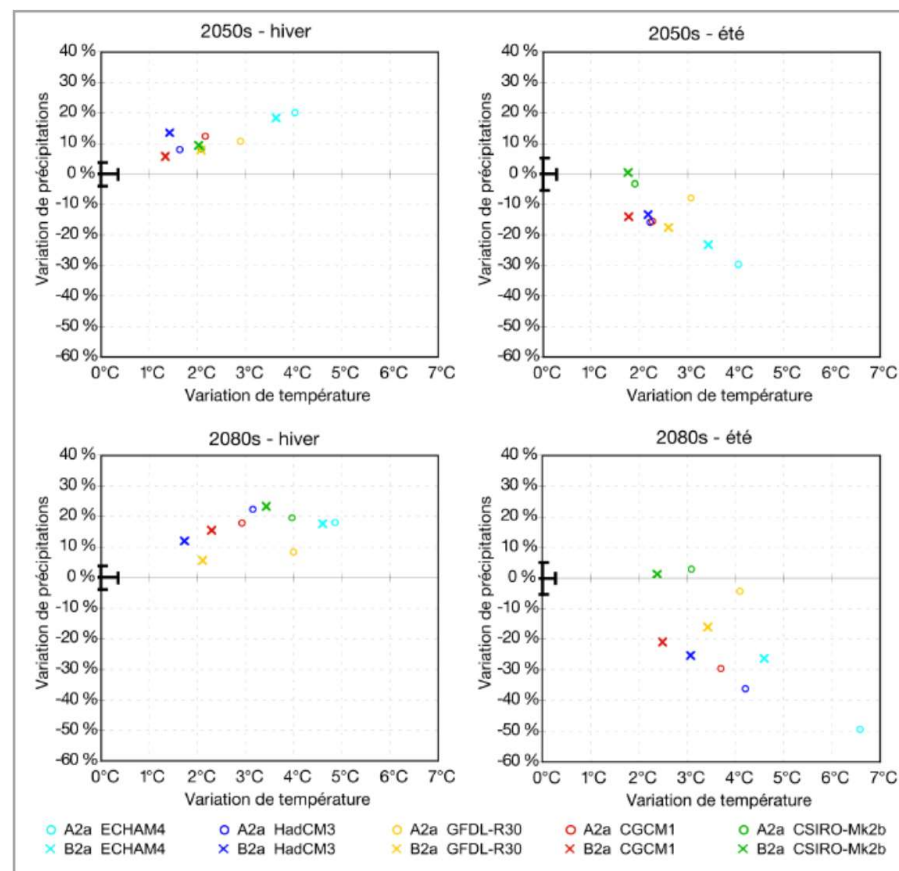 2050s - hiver
40 %
30 %
20 %
10 %
0 %
-10 %
-20 %
-30 %
-40 %
-50 %
-60 %
Variation de précipitations
0°C 1°C 2°C 3°C 4°C 5°C 6°C 7°C
Variation de température
2050s - été
40 %
30 %
20 %
10 %
0 %
-10 %
-20 %
-30 %
-40 %
-50 %
-60 %
Variation de précipitations
0°C 1°C 2°C 3°C 4°C 5°C 6°C 7°C
Variation de température
2080s - hiver
40 %
30 %
20 %
10 %
0 %
-10 %
-20 %
-30 %
-40 %
-50 %
-60 %
Variation de précipitations
0°C 1°C 2°C 3°C 4°C 5°C 6°C 7°C
Variation de température
2080s - été
40 %
30 %
20 %
10 %
0 %
-10 %
-20 %
-30 %
-40 %
-50 %
-60 %
Variation de précipitations
0°C 1°C 2°C 3°C 4°C 5°C 6°C 7°C
Variation de température
A2a ECHAM4 A2a HadCM3 A2a GFDL-R30 A2a CGCM1 A2a CSIRO-Mk2b
B2a ECHAM4 B2a HadCM3 B2a GFDL-R30 B2a CGCM1 B2a CSIRO-Mk2b